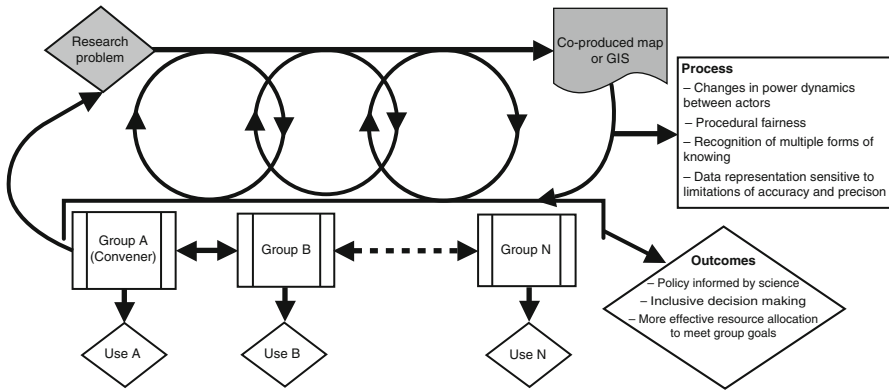 Research
problem
Co-produced map
or GIS
Process
– Changes in power dynamics
between actors
– Procedural fairness
– Recognition of multiple forms of
knowing
– Data representation sensitive to
limitations of accuracy and precison
Group A
(Convener)
Group B
Group N
Outcomes
– Policy informed by science
– Inclusive decision making
– More effective resource allocation
to meet group goals
Use A
Use B
Use N